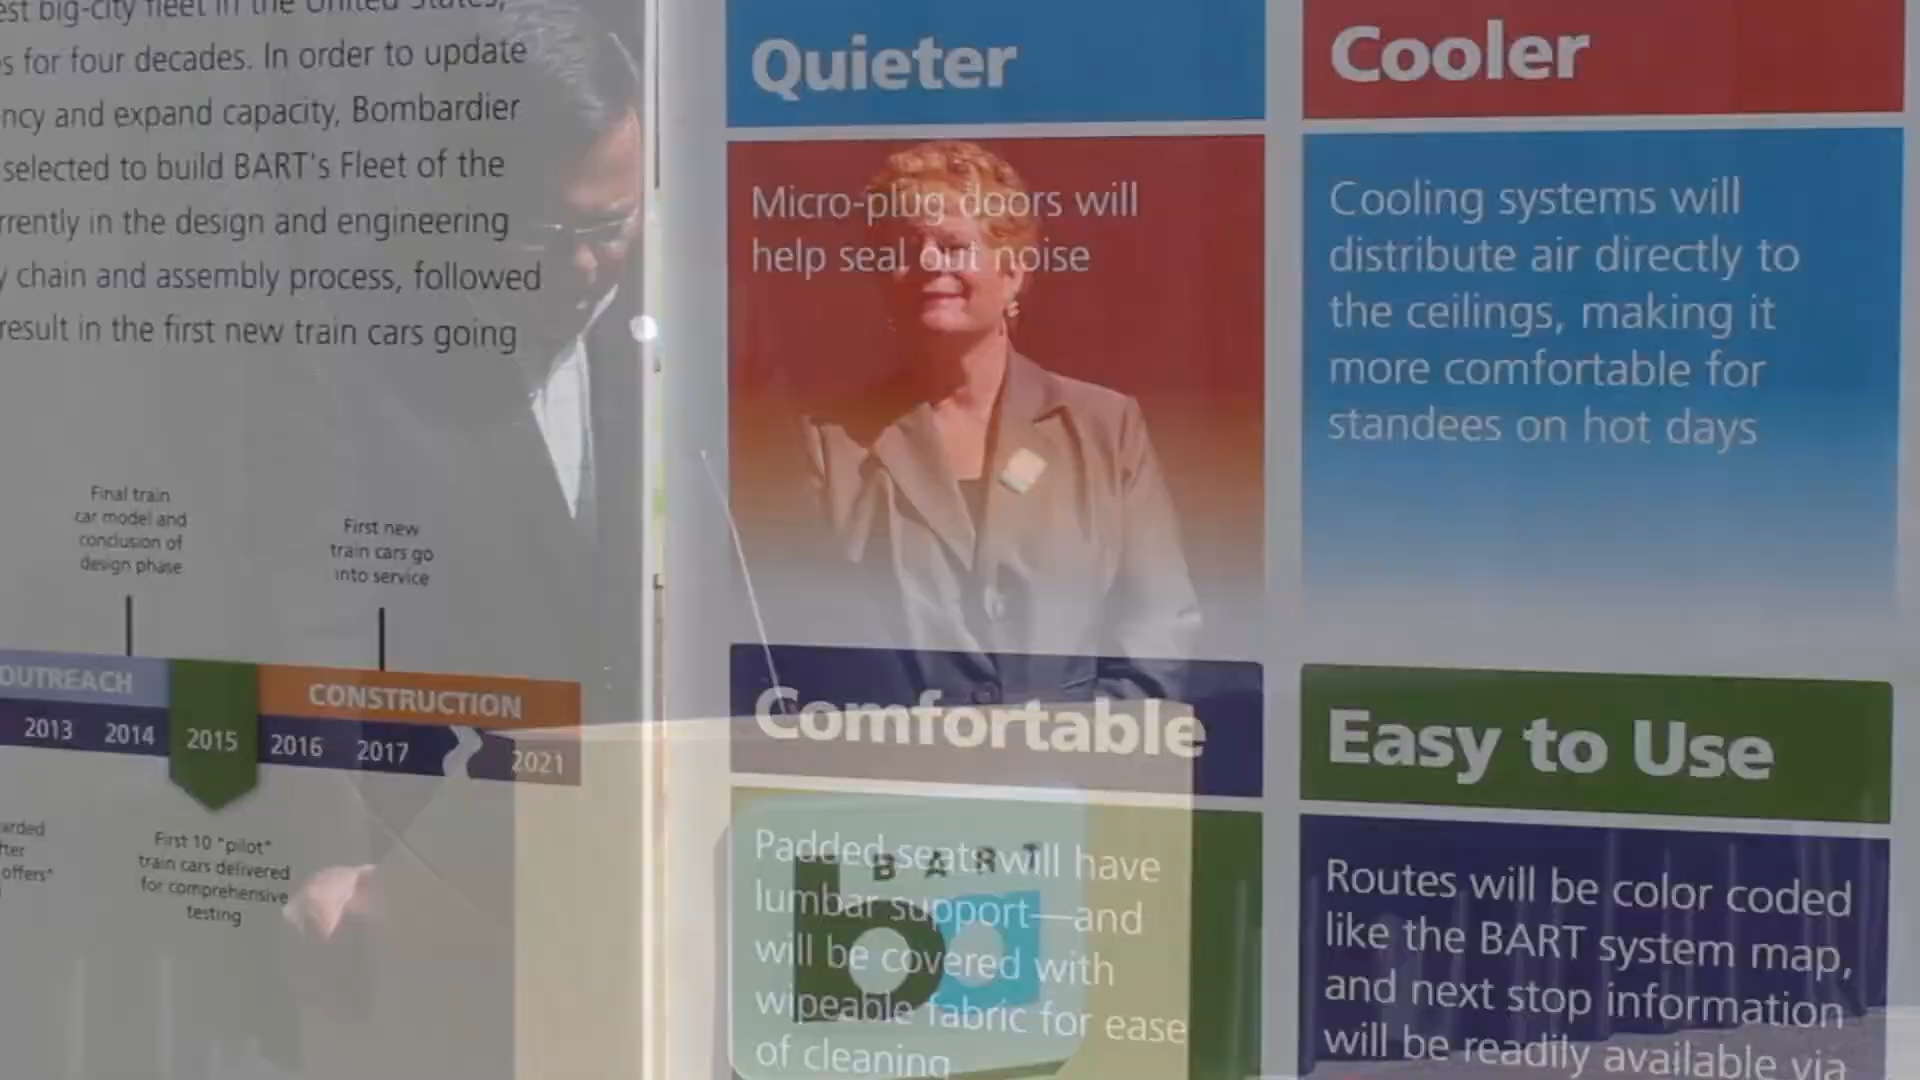 est big-city fleet in the United States,
s for four decades. In order to update
ncy and expand capacity, Bombardier
selected to build BART's Fleet of the
rrently in the design and engineering
y chain and assembly process, followed
result in the first new train cars going
Final train
car model and
conclusion of
design phase
First new
train cars go
into service
OUTREACH
CONSTRUCTION
2013 2014 2015 2016 2017 2021
arded
fter
offers"
First 10 "pilot"
train cars delivered
for comprehensive
testing
Quieter
Micro-plug doors will
help seal out noise
Cooler
Cooling systems will
distribute air directly to
the ceilings, making it
more comfortable for
standees on hot days
Comfortable
Padded seats will have
lumbar support—and
will be covered with
wipeable fabric for ease
of cleaning
BART
ba
Easy to Use
Routes will be color coded
like the BART system map,
and next stop information
will be readily available via